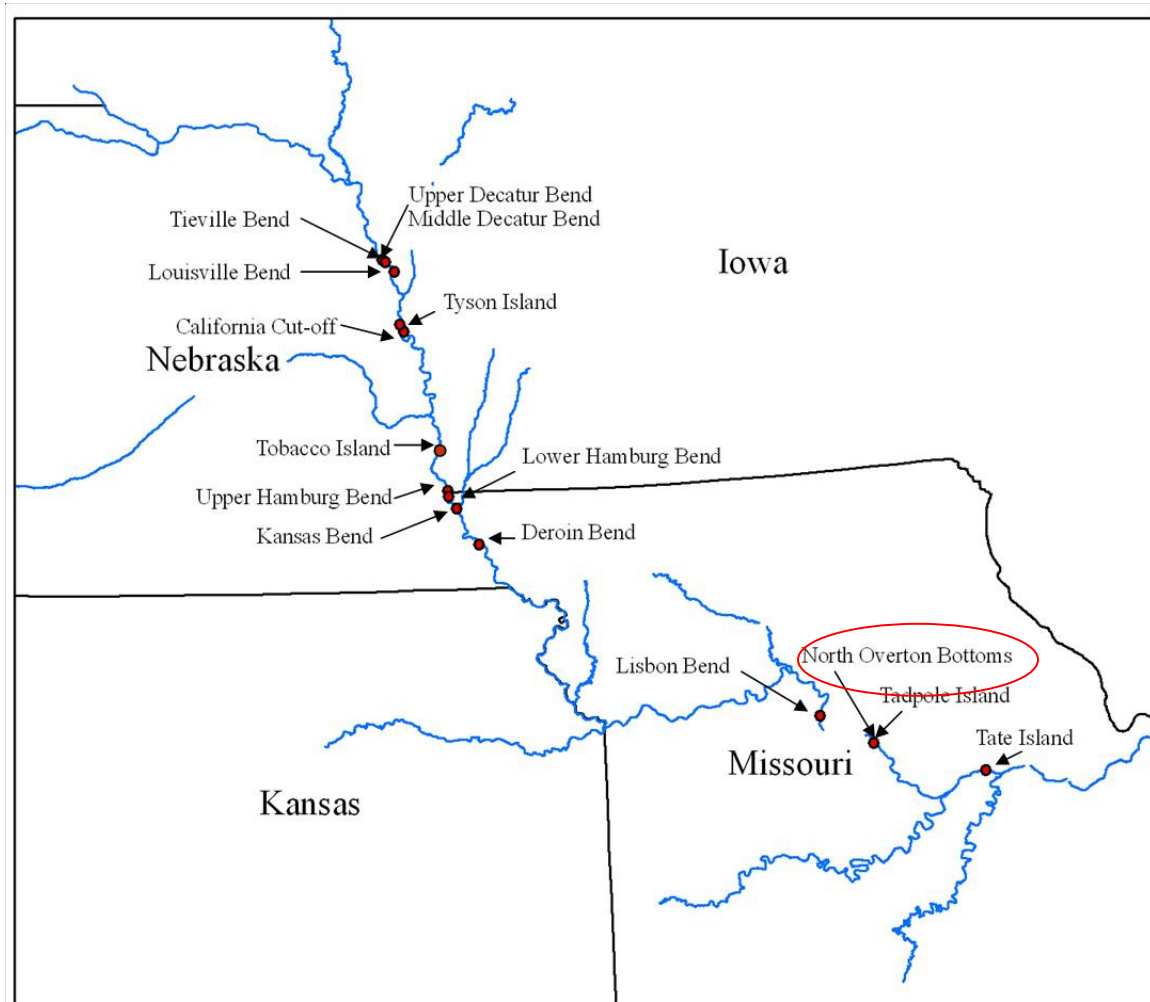 Upper Decatur Bend
Middle Decatur Bend
Tieville Bend
Iowa
Louisville Bend
Tyson Island
California Cut-off
Nebraska
Tobacco Island
Lower Hamburg Bend
Upper Hamburg Bend
Kansas Bend
Deroin Bend
North Overton Bottoms
Lisbon Bend
Tadpole Island
Tate Island
Missouri
Kansas